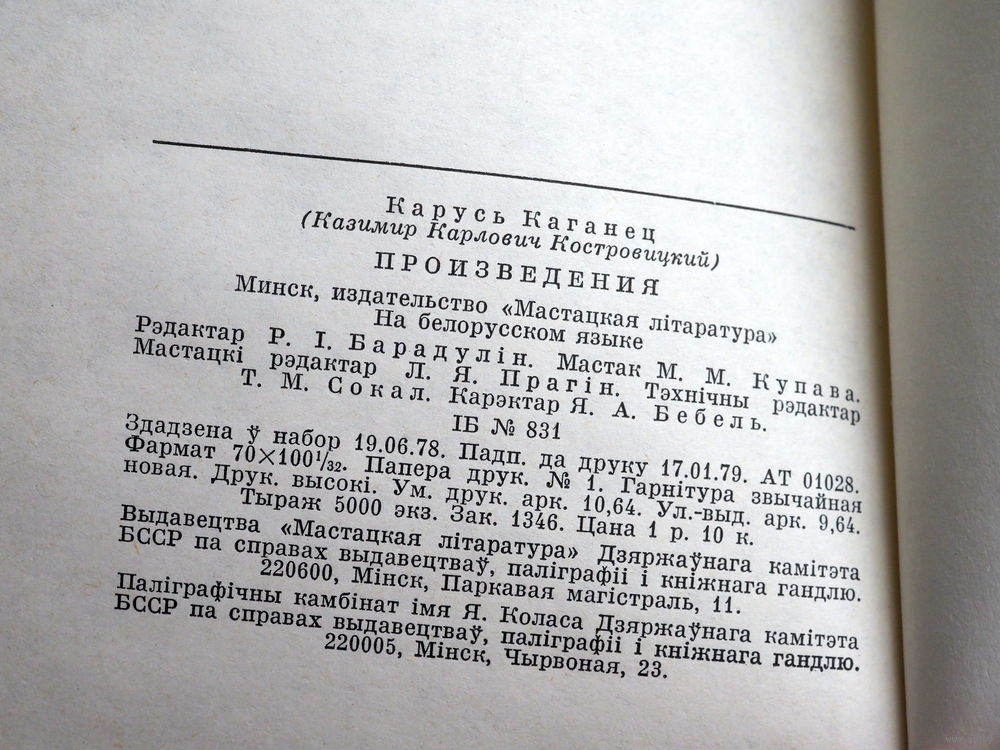 Карусь Каганец
(Казимир Карлович Костровицкий)
ПРОИЗВЕДЕНИЯ
Минск, издательство «Мастацкая літаратура»
На белорусском языке
Рэдактар Р. І. Барадулін. Мастак М. М. Купава.
Мастацкі рэдактар Л. Я. Прагін. Тэхнічны рэдактар
Т. М. Сокал. Карэктар Я. А. Бебель.
ІБ № 831
Здадзена ў набор 19.06.78. Падп. да друку 17.01.79. АТ 01028.
Фармат 70×100¹/₃₂. Папера друк. № 1. Гарнітура звычайная
новая. Друк. высокі. Ум. друк. арк. 10,64. Ул.-выд. арк. 9,64.
Тыраж 5000 экз. Зак. 1346. Цана 1 р. 10 к.
Выдавецтва «Мастацкая літаратура» Дзяржаўнага камітэта
БССР па справах выдавецтваў, паліграфіі і кніжнага гандлю.
220600, Мінск, Паркавая магістраль, 11.
Паліграфічны камбінат імя Я. Коласа Дзяржаўнага камітэта
БССР па справах выдавецтваў, паліграфіі і кніжнага гандлю.
220005, Мінск, Чырвоная, 23.